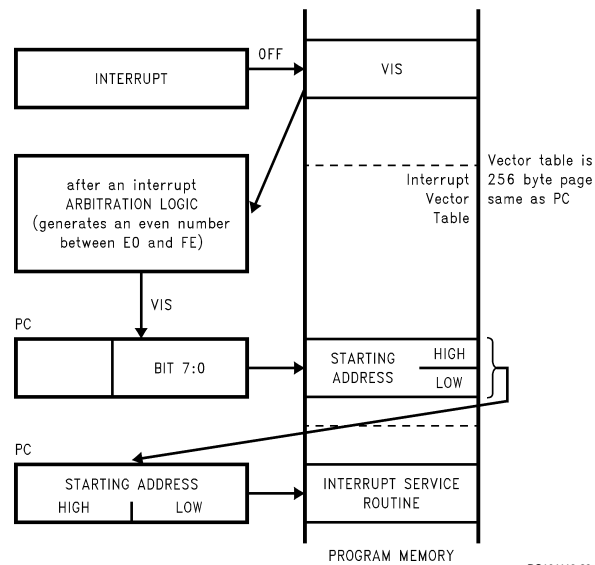 INTERRUPT
OFF
VIS
after an interrupt
ARBITRATION LOGIC
(generates an even number
between E0 and FE)
Interrupt
Vector
Table
Vector table is
256 byte page
same as PC
VIS
PC
BIT 7:0
STARTING
ADDRESS
HIGH
LOW
PC
STARTING ADDRESS
HIGH
LOW
INTERRUPT SERVICE
ROUTINE
PROGRAM MEMORY